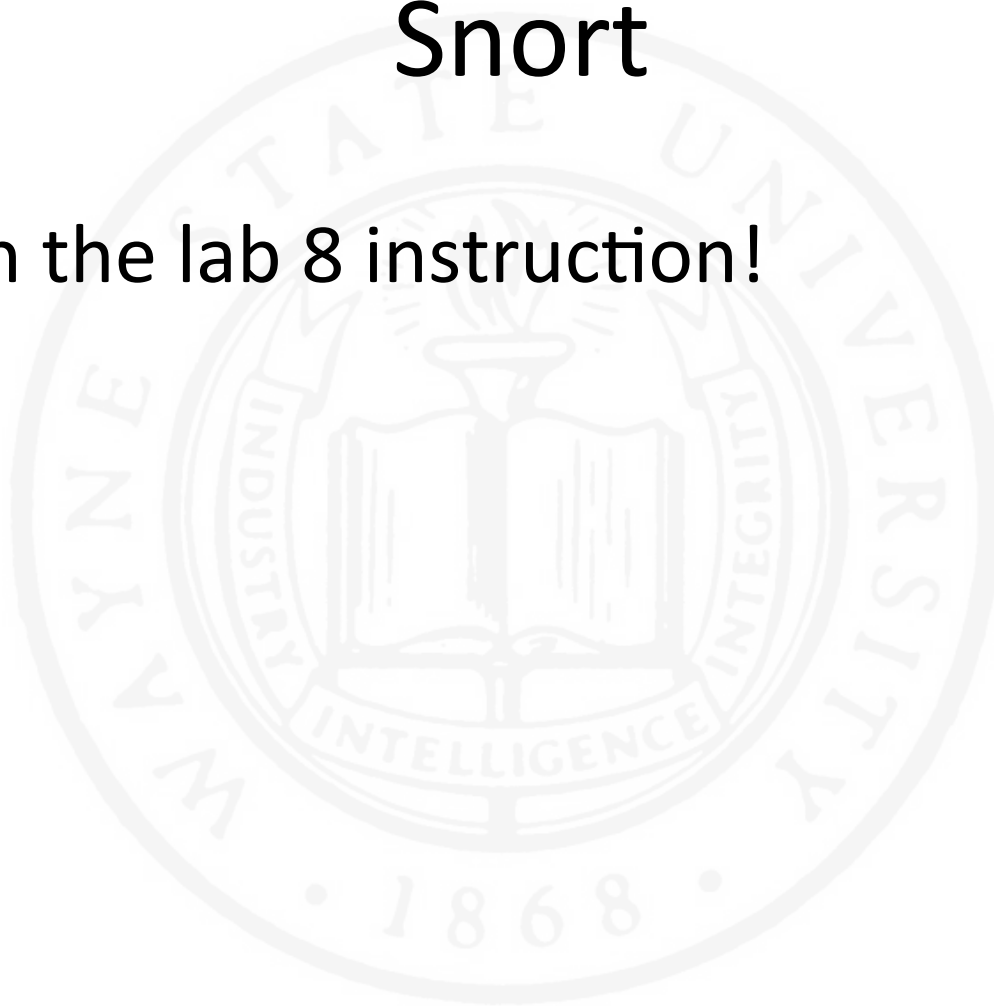 Snort
the lab 8 instruction!
WAYNE STATE UNIVERSITY
INDUSTRY
INTEGRITY
INTELLIGENCE
· 1868 ·